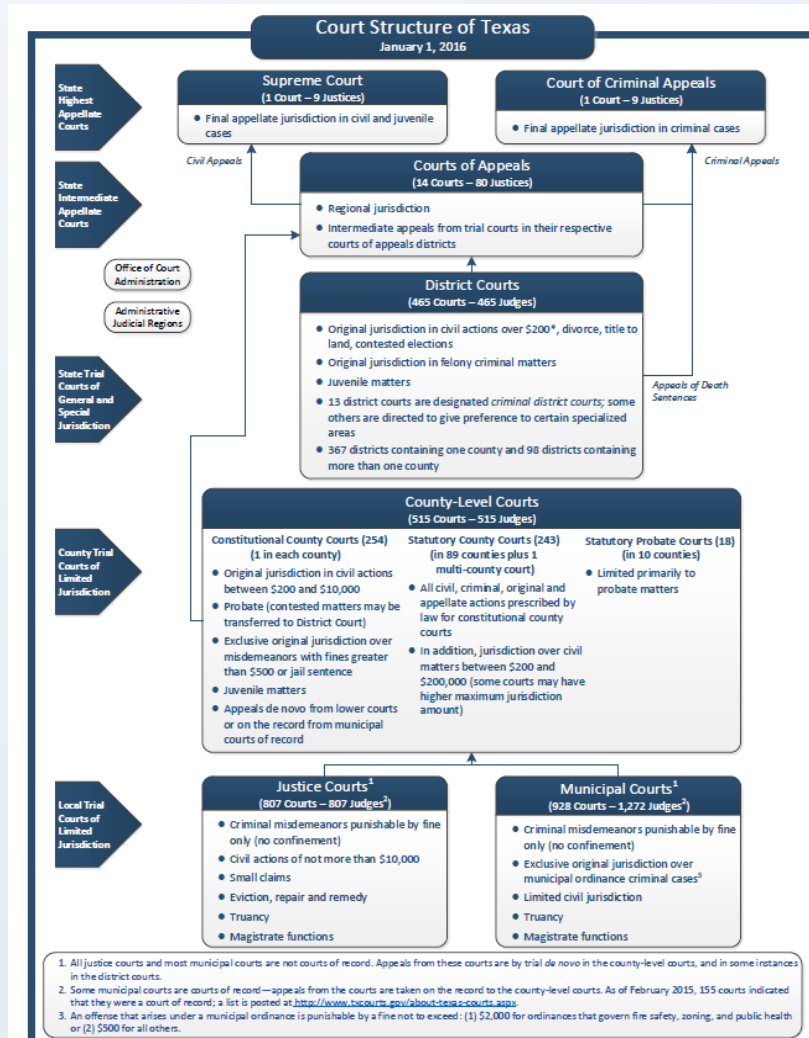 Court Structure of Texas
January 1, 2016
State
Highest
Appellate
Courts
Supreme Court
(1 Court – 9 Justices)
• Final appellate jurisdiction in civil and juvenile
cases
Court of Criminal Appeals
(1 Court – 9 Justices)
• Final appellate jurisdiction in criminal cases
Civil Appeals
Criminal Appeals
State
Intermediate
Appellate
Courts
Courts of Appeals
(14 Courts – 80 Justices)
• Regional jurisdiction
• Intermediate appeals from trial courts in their respective
courts of appeals districts
Office of Court
Administration
Administrative
Judicial Regions
State Trial
Courts of
General and
Special
Jurisdiction
District Courts
(465 Courts – 465 Judges)
• Original jurisdiction in civil actions over $200*, divorce, title to
land, contested elections
• Original jurisdiction in felony criminal matters
• Juvenile matters
• 13 district courts are designated criminal district courts; some
others are directed to give preference to certain specialized
areas
• 367 districts containing one county and 98 districts containing
more than one county
Appeals of Death
Sentences
County Trial
Courts of
Limited
Jurisdiction
County-Level Courts
(515 Courts – 515 Judges)
Constitutional County Courts (254)
(1 in each county)
• Original jurisdiction in civil actions
between $200 and $10,000
• Probate (contested matters may be
transferred to District Court)
• Exclusive original jurisdiction over
misdemeanors with fines greater
than $500 or jail sentence
• Juvenile matters
• Appeals de novo from lower courts
or on the record from municipal
courts of record
Statutory County Courts (243)
(in 89 counties plus 1
multi-county court)
• All civil, criminal, original and
appellate actions prescribed by
law for constitutional county
courts
• In addition, jurisdiction over civil
matters between $200 and
$200,000 (some courts may have
higher maximum jurisdiction
amount)
Statutory Probate Courts (18)
(in 10 counties)
• Limited primarily to
probate matters
Local Trial
Courts of
Limited
Jurisdiction
Justice Courts¹
(807 Courts – 807 Judges²)
• Criminal misdemeanors punishable by fine
only (no confinement)
• Civil actions of not more than $10,000
• Small claims
• Eviction, repair and remedy
• Truancy
• Magistrate functions
Municipal Courts¹
(928 Courts – 1,272 Judges²)
• Criminal misdemeanors punishable by fine
only (no confinement)
• Exclusive original jurisdiction over
municipal ordinance criminal cases³
• Limited civil jurisdiction
• Truancy
• Magistrate functions
1. All justice courts and most municipal courts are not courts of record. Appeals from these courts are by trial de novo in the county-level courts, and in some instances
in the district courts.
2. Some municipal courts are courts of record—appeals from the courts are taken on the record to the county-level courts. As of February 2015, 155 courts indicated
that they were a court of record; a list is posted at http://www.txcourts.gov/about-texas-courts.aspx.
3. An offense that arises under a municipal ordinance is punishable by a fine not to exceed: (1) $2,000 for ordinances that govern fire safety, zoning, and public health
or (2) $500 for all others.